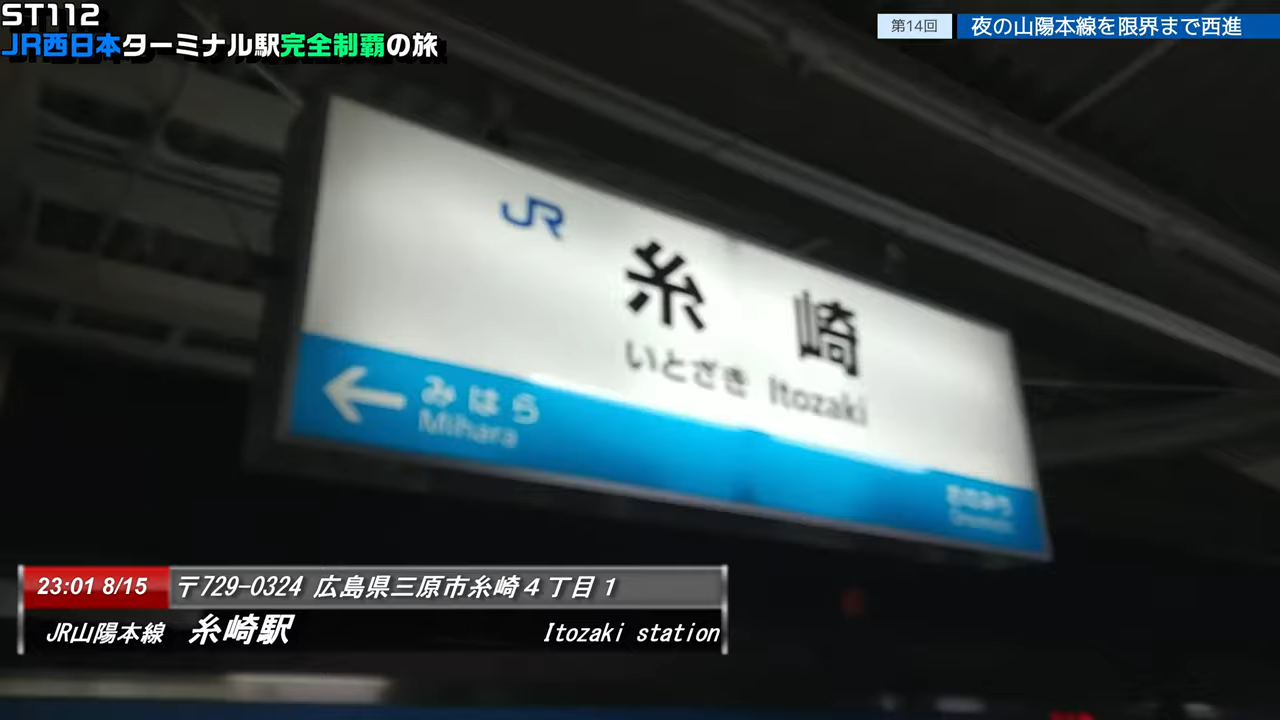 ST112
JR西日本ターミナル駅完全制覇の旅
第14回
夜の山陽本線を限界まで西進
JR
糸崎
いとざき Itozaki
みはら
Mihara
23:01 8/15
〒729-0324 広島県三原市糸崎4丁目1
JR山陽本線 糸崎駅 Itozaki station